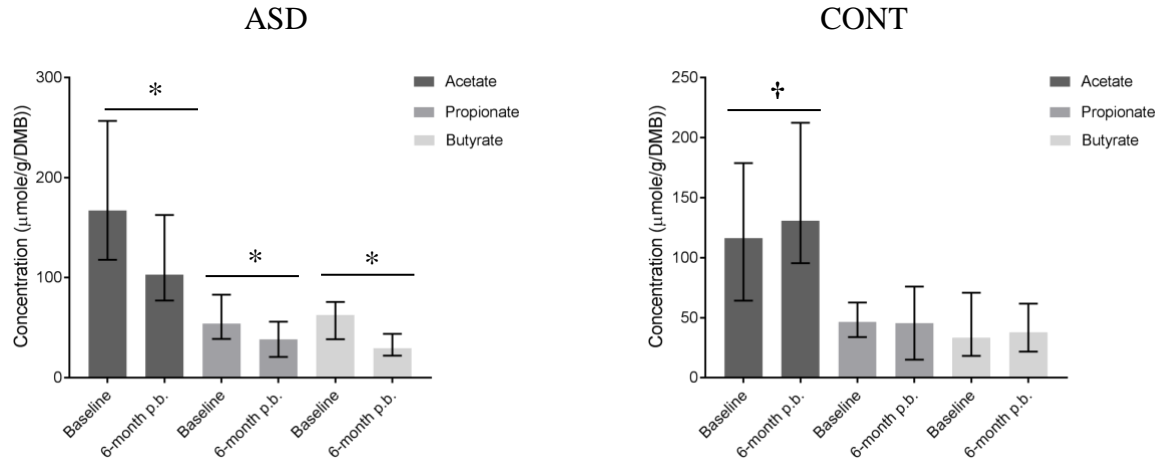 ASD
300
200
100
0
Concentration (μmole/g/DMB))
*
*
*
Acetate
Propionate
Butyrate
Baseline
6-month p.b.
Baseline
6-month p.b.
Baseline
6-month p.b.
CONT
250
200
150
100
50
0
Concentration (μmole/g/DMB))
✝
Acetate
Propionate
Butyrate
Baseline
6-month p.b.
Baseline
6-month p.b.
Baseline
6-month p.b.